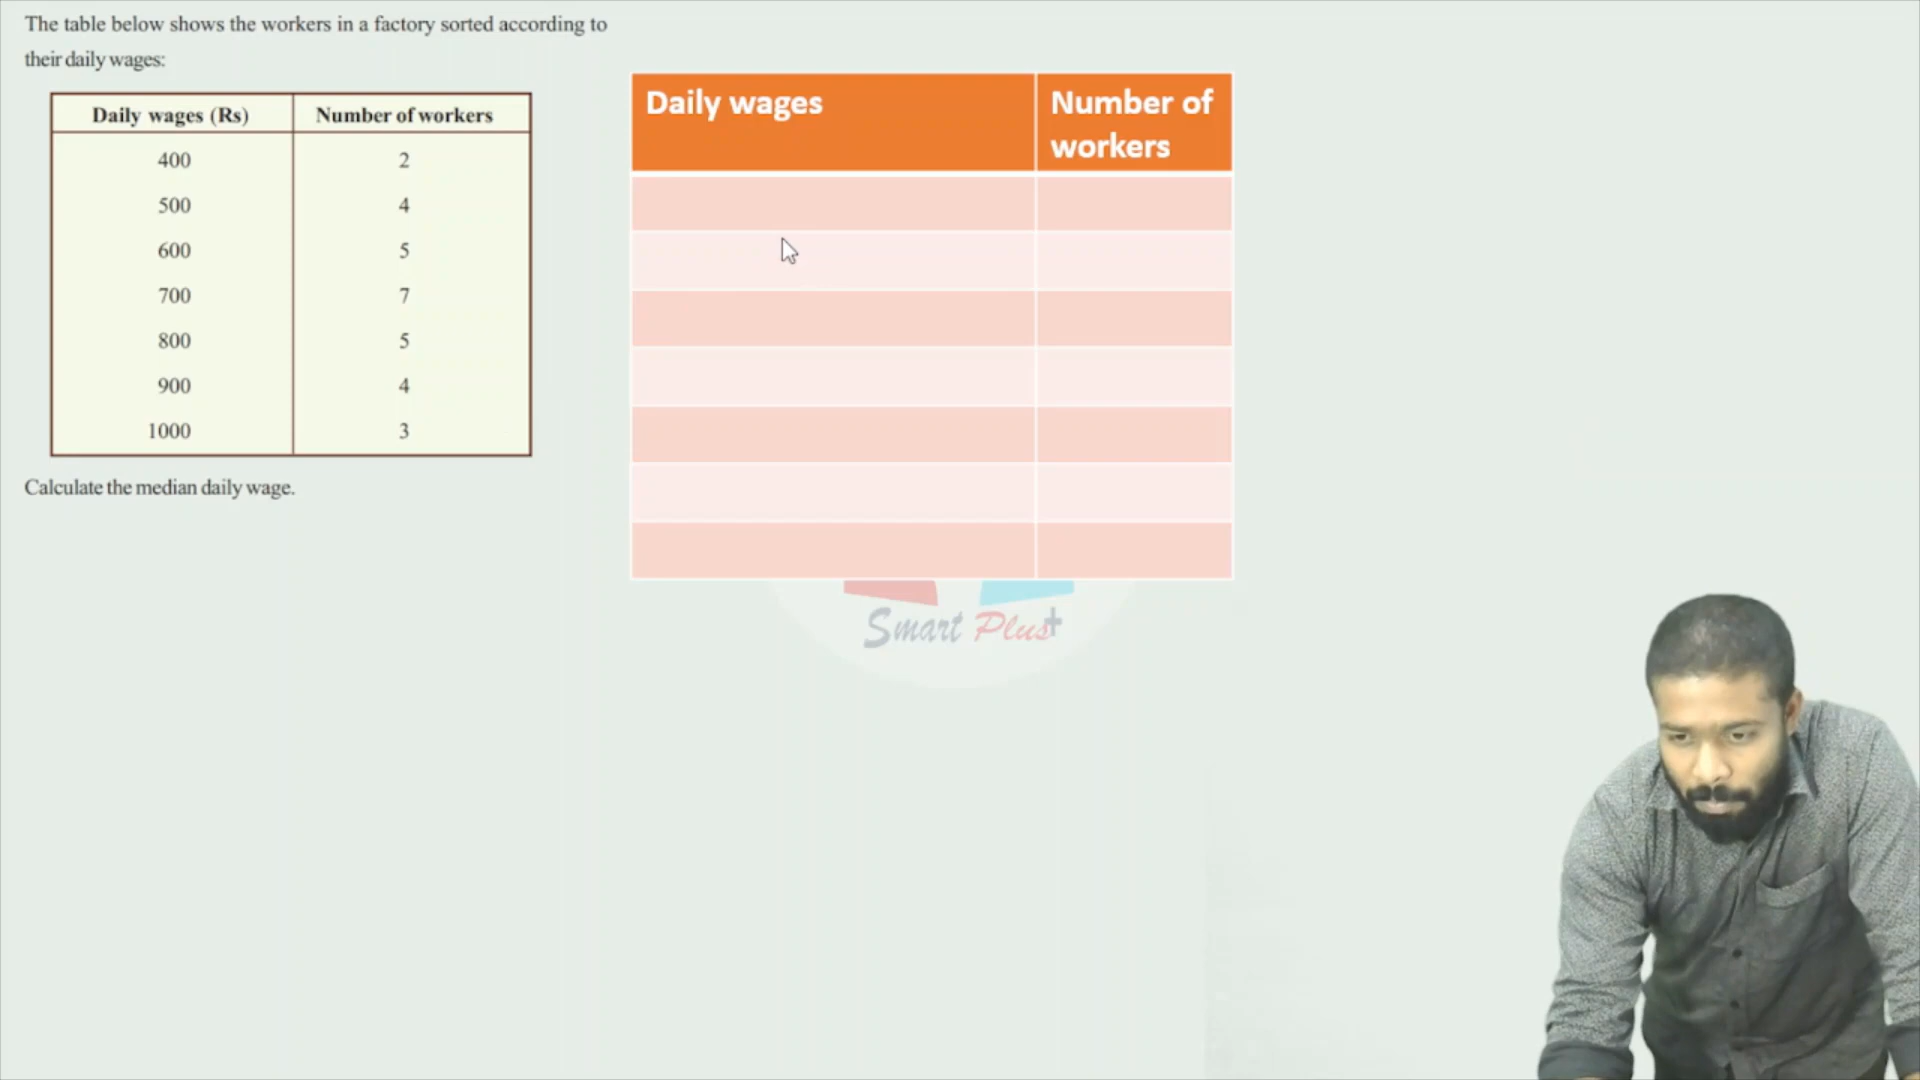 The table below shows the workers in a factory sorted according to
their daily wages:
Daily wages (Rs) Number of workers
400 2
500 4
600 5
700 7
800 5
900 4
1000 3
Calculate the median daily wage.
Daily wages Number of
workers
Smart Plus+